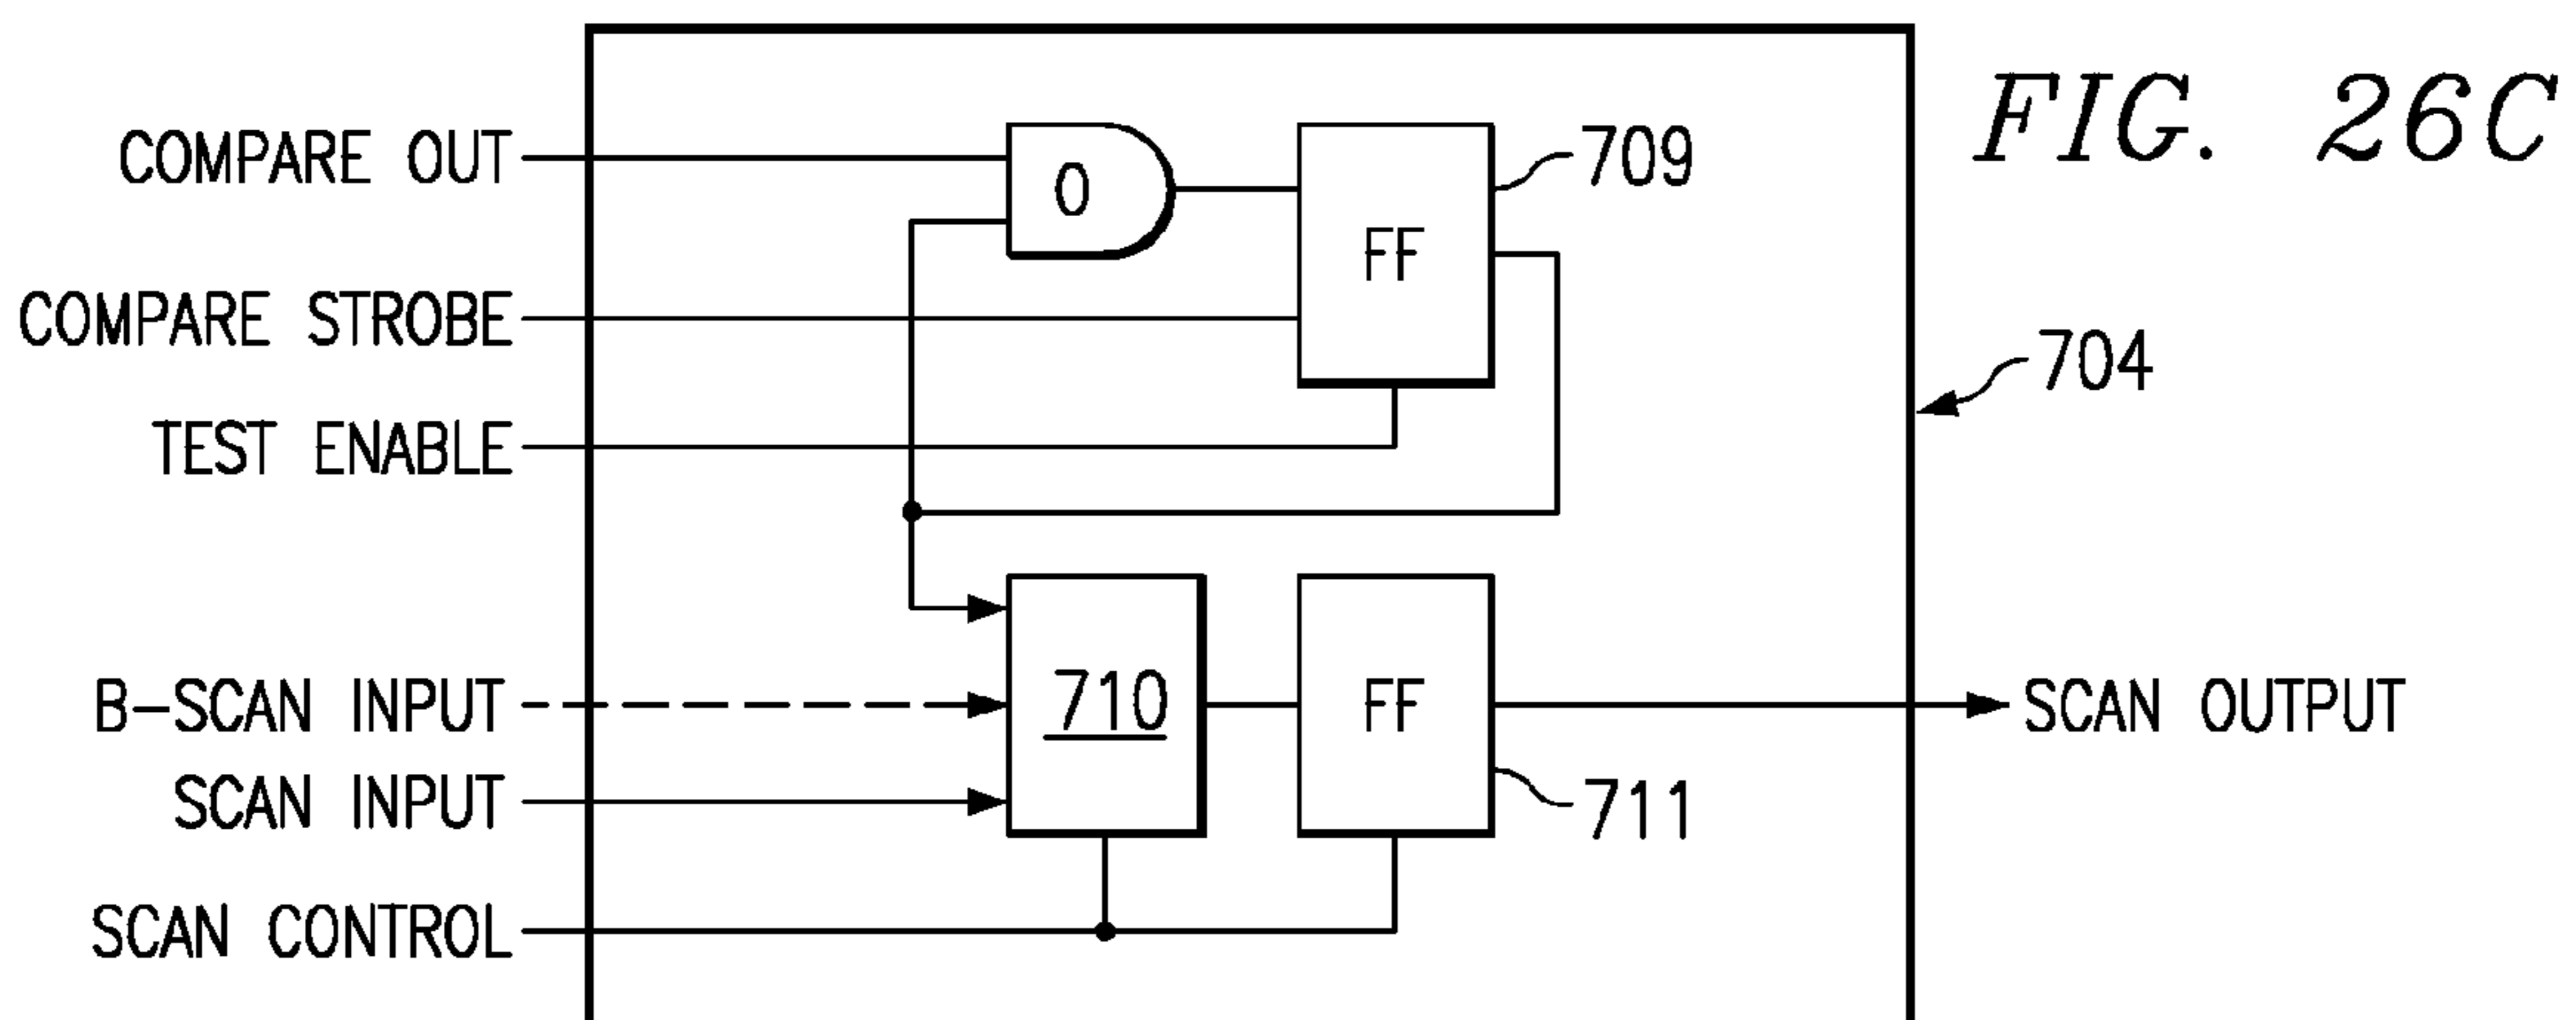 FIG. 26C
COMPARE OUT
O
FF
709
COMPARE STROBE
704
TEST ENABLE
B-SCAN INPUT
710
FF
SCAN OUTPUT
SCAN INPUT
711
SCAN CONTROL